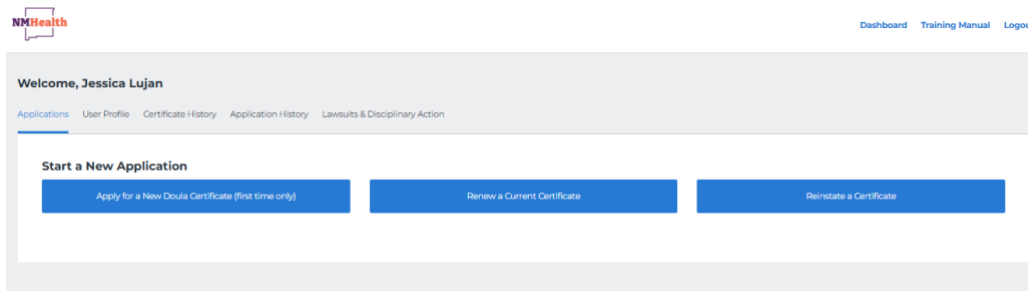 NMHealth
Dashboard Training Manual
Welcome, Jessica Lujan
Applications User Profile Certificate History Application History Lawsuits & Disciplinary Action
Start a New Application
Apply for a New Doula Certificate (first time only) Renew a Current Certificate Reinstate a Certificate